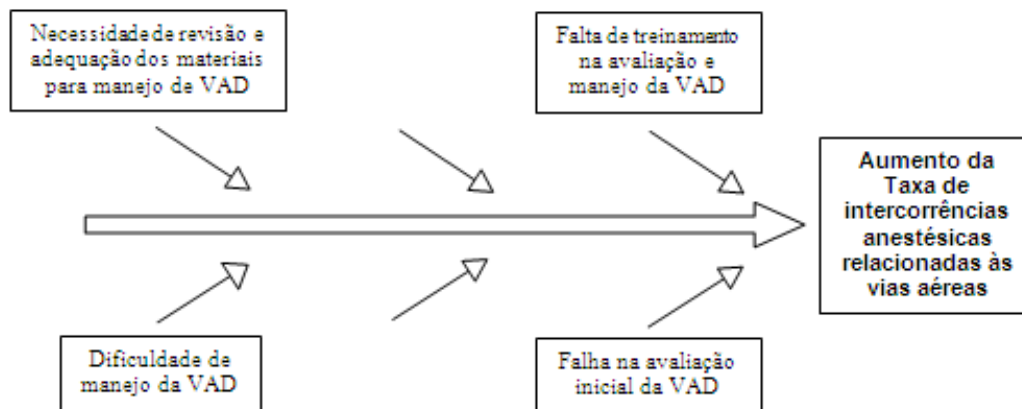 Necessidade de revisão e
adequação dos materiais
para manejo de VAD
Falta de treinamento
na avaliação e
manejo da VAD
Aumento da
Taxa de
intercorrências
anestésicas
relacionadas às
vias aéreas
Dificuldade de
manejo da VAD
Falha na avaliação
inicial da VAD